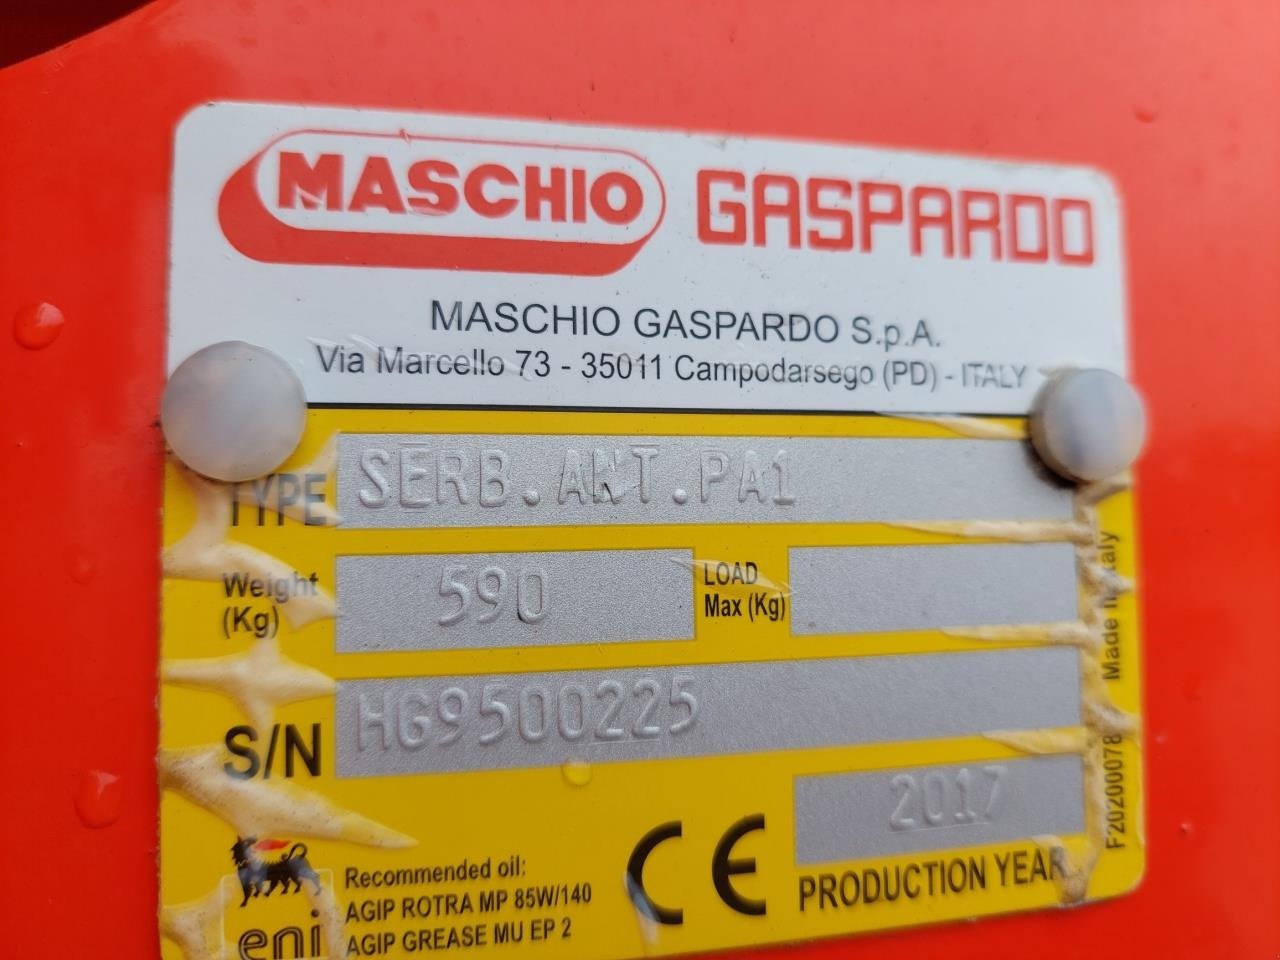 MASCHIO GASPARDO
MASCHIO GASPARDO S.p.A.
Via Marcello 73 - 35011 Campodarsego (PD) - ITALY
TYPE SERB.ANT.PA1
Weight (Kg) 590 LOAD Max (Kg)
S/N HG9500225
2017
CE PRODUCTION YEAR
eni
Recommended oil:
AGIP ROTRA MP 85W/140
AGIP GREASE MU EP 2
F20200078 Made in Italy